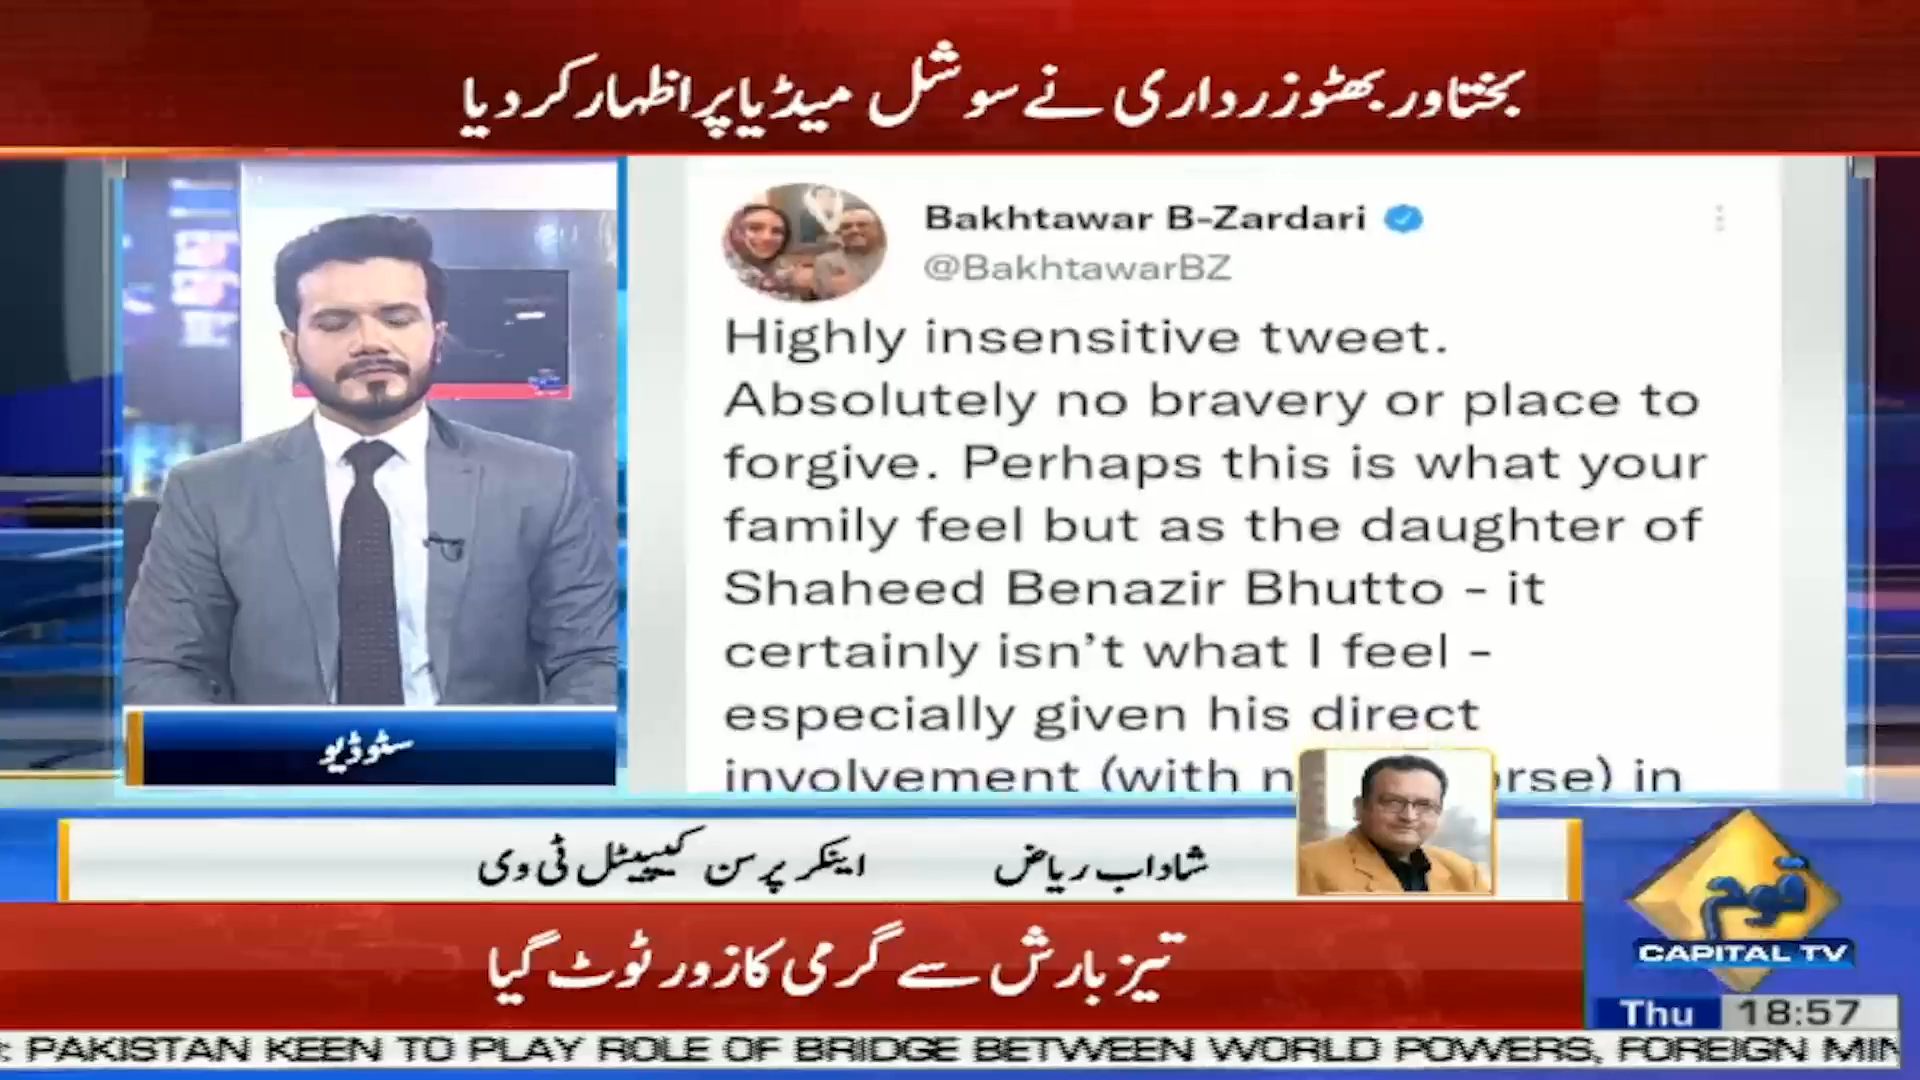 بختاور بھٹو زرداری نے سوشل میڈیا پر اظہار کر دیا
Bakhtawar B-Zardari
@BakhtawarBZ
Highly insensitive tweet.
Absolutely no bravery or place to
forgive. Perhaps this is what your
family feel but as the daughter of
Shaheed Benazir Bhutto - it
certainly isn't what I feel -
especially given his direct
involvement (with in
سٹوڈیو
شاداب ریاض اینکر پرسن کیپیٹل ٹی وی
تیز بارش سے گرمی کا زور ٹوٹ گیا
قوم
CAPITAL TV
Thu 18:57
: PAKISTAN KEEN TO PLAY ROLE OF BRIDGE BETWEEN WORLD POWERS, FOREIGN MIN